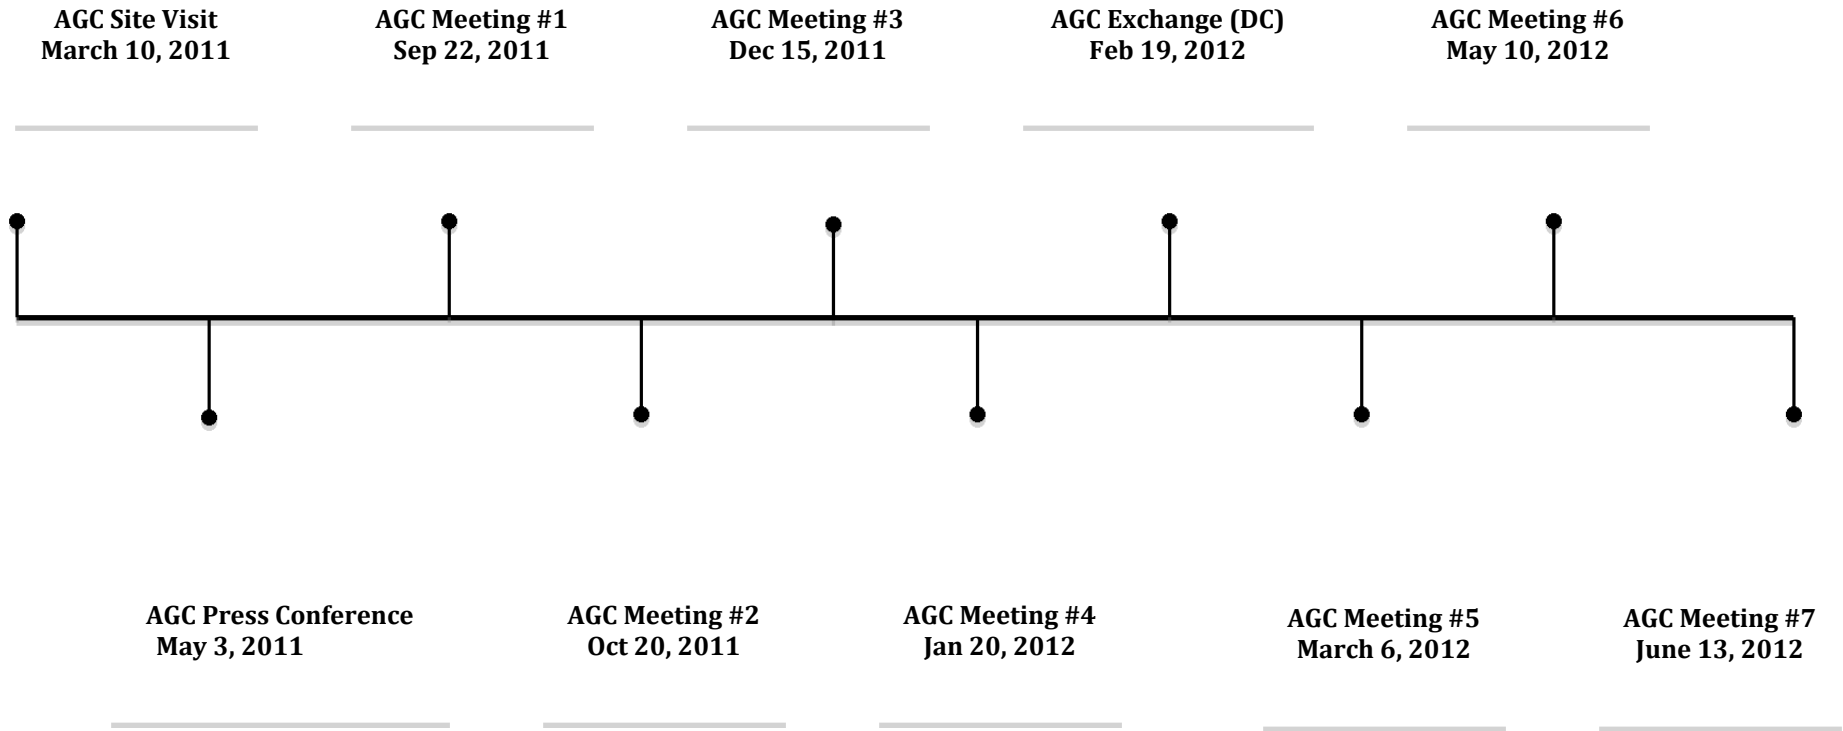 AGC Site Visit
March 10, 2011
AGC Meeting #1
Sep 22, 2011
AGC Meeting #3
Dec 15, 2011
AGC Exchange (DC)
Feb 19, 2012
AGC Meeting #6
May 10, 2012
AGC Press Conference
May 3, 2011
AGC Meeting #2
Oct 20, 2011
AGC Meeting #4
Jan 20, 2012
AGC Meeting #5
March 6, 2012
AGC Meeting #7
June 13, 2012